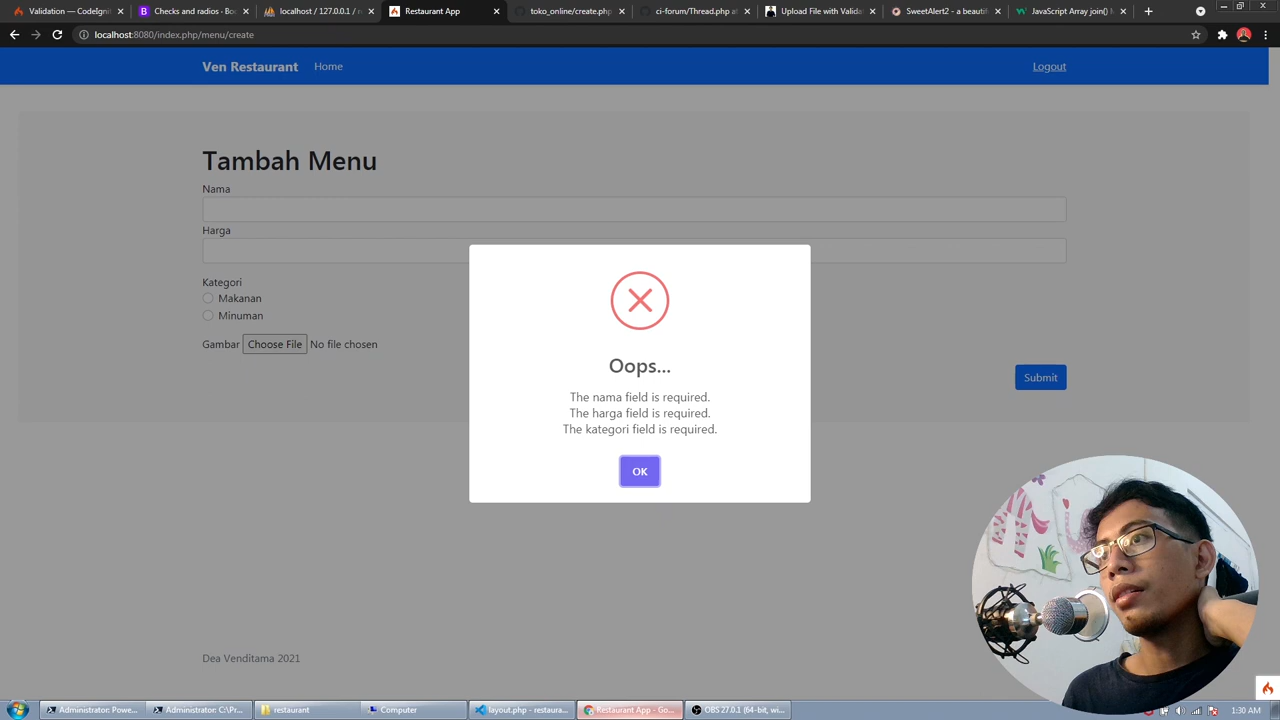 Validation — CodeIgnit
Checks and radios · Boo
localhost / 127.0.0.1 / re
Restaurant App
toko_online/create.php
ci-forum/Thread.php at
Upload File with Validat
SweetAlert2 - a beautif
JavaScript Array join() M
localhost:8080/index.php/menu/create
Ven Restaurant
Home
Logout
Tambah Menu
Nama
Harga
Kategori
Makanan
Minuman
Gambar Choose File No file chosen
Submit
Oops...
The nama field is required.
The harga field is required.
The kategori field is required.
OK
Dea Venditama 2021
Administrator: Powe...
Administrator: C:\Pr...
restaurant
Computer
layout.php - restaura...
Restaurant App - Go...
OBS 27.0.1 (64-bit, wi...
1:30 AM